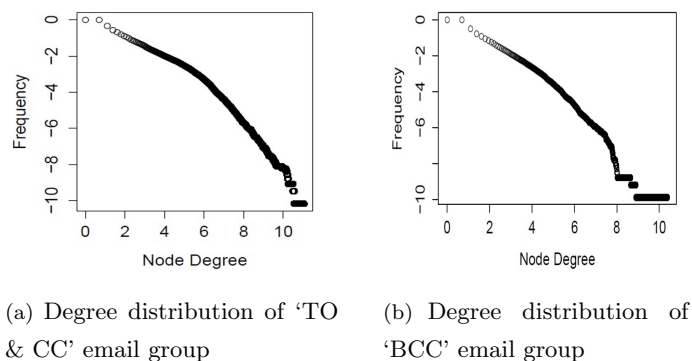 0
−2
−4
−6
−8
−10
Frequency
0 2 4 6 8 10
Node Degree
(a) Degree distribution of ‘TO
& CC’ email group
0
−2
−4
−6
−10
Frequency
0 2 4 6 8 10
Node Degree
(b) Degree distribution of
‘BCC’ email group